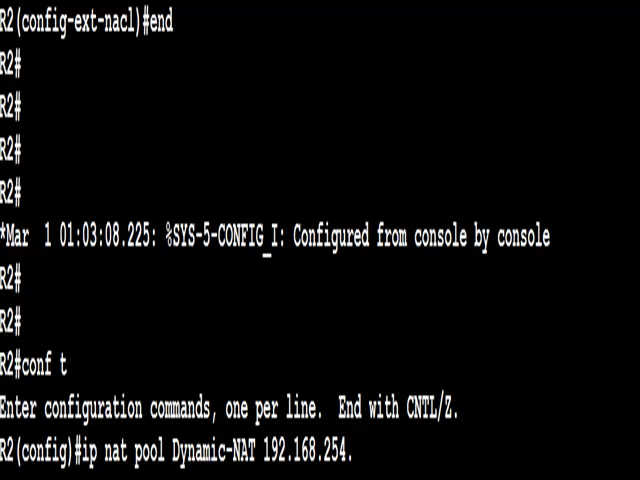 R2(config-ext-nacl)#end
R2#
R2#
R2#
R2#
*Mar  1 01:03:08.225: %SYS-5-CONFIG_I: Configured from console by console
R2#
R2#
R2#conf t
Enter configuration commands, one per line.  End with CNTL/Z.
R2(config)#ip nat pool Dynamic-NAT 192.168.254.